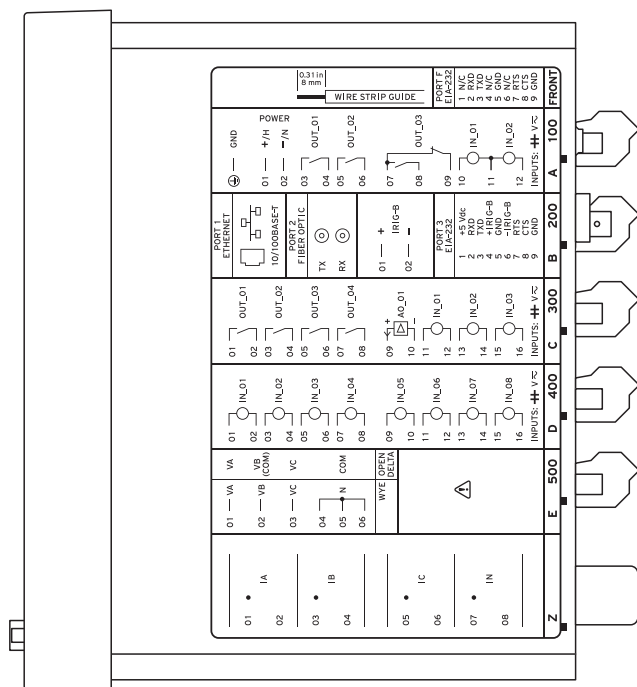 01
IA
02
03
IB
04
05
IC
06
07
IN
08
Z
01 VA VA
02 VB VB (COM)
03 VC VC
04
05 N COM
06
WYE OPEN DELTA
E 500
01
IN_01
02
03
IN_02
04
05
IN_03
06
07
IN_04
08
09
IN_05
10
11
IN_06
12
13
IN_07
14
15
IN_08
16
INPUTS: V
D 400
01
OUT_01
02
03
OUT_02
04
05
OUT_03
06
07
OUT_04
08
09 +
AO_01
10 –
11
IN_01
12
13
IN_02
14
15
IN_03
16
INPUTS: V
C 300
PORT 1
ETHERNET
10/100BASE-T
PORT 2
FIBER OPTIC
TX
RX
01 +
IRIG-B
02 –
PORT 3
EIA-232
1 +5 Vdc
2 RXD
3 TXD
4 +IRIG-B
5 GND
6 –IRIG-B
7 RTS
8 CTS
9 GND
B 200
GND
POWER
01 +/H
02 –/N
03
OUT_01
04
05
OUT_02
06
07
OUT_03
08
09
10
IN_01
11
IN_02
12
INPUTS: V
A 100
0.31 in
8 mm
WIRE STRIP GUIDE
PORT F
EIA-232
1 N/C
2 RXD
3 TXD
4 N/C
5 GND
6 N/C
7 RTS
8 CTS
9 GND
FRONT